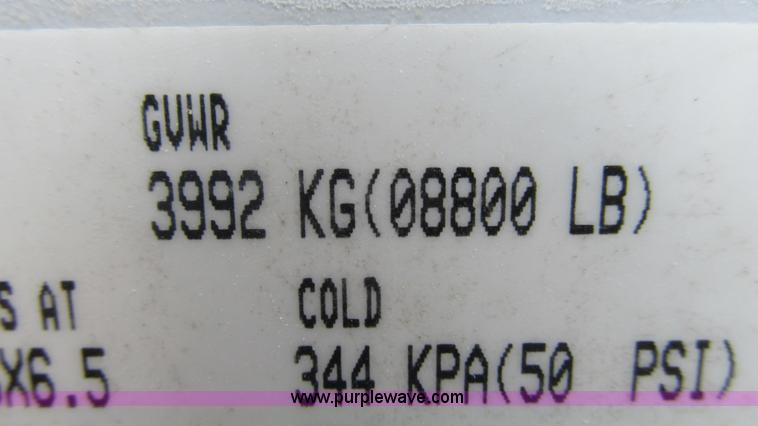 GVWR
3992 KG(08800 LB)
S AT COLD
X6.5 344 KPA(50 PSI)
www.purplewave.com